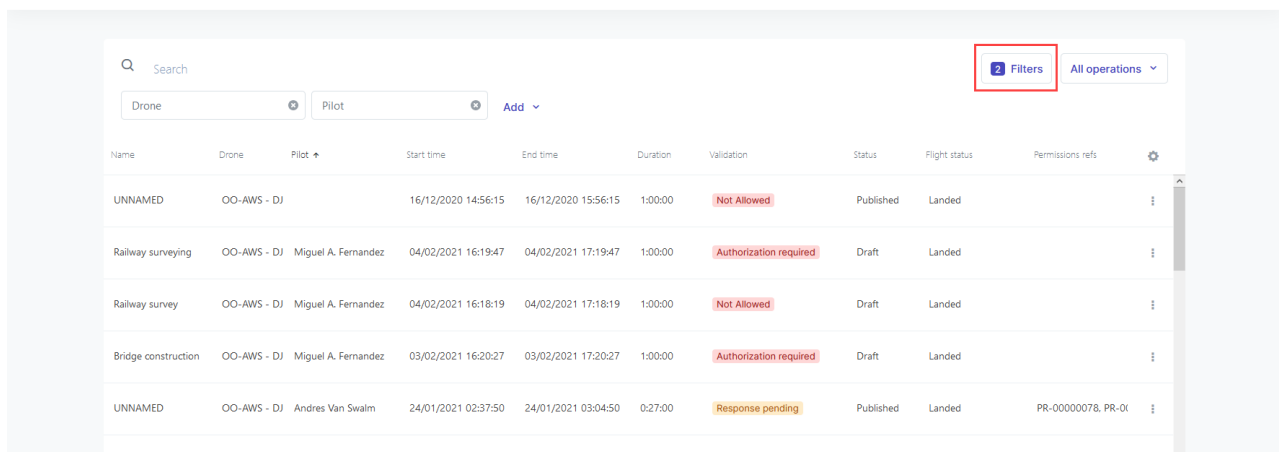 Search
2 Filters
All operations
Drone
Pilot
Add
Name Drone Pilot Start time End time Duration Validation Status Flight status Permissions refs
UNNAMED OO-AWS - DJ 16/12/2020 14:56:15 16/12/2020 15:56:15 1:00:00 Not Allowed Published Landed
Railway surveying OO-AWS - DJ Miguel A. Fernandez 04/02/2021 16:19:47 04/02/2021 17:19:47 1:00:00 Authorization required Draft Landed
Railway survey OO-AWS - DJ Miguel A. Fernandez 04/02/2021 16:18:19 04/02/2021 17:18:19 1:00:00 Not Allowed Draft Landed
Bridge construction OO-AWS - DJ Miguel A. Fernandez 03/02/2021 16:20:27 03/02/2021 17:20:27 1:00:00 Authorization required Draft Landed
UNNAMED OO-AWS - DJ Andres Van Swalm 24/01/2021 02:37:50 24/01/2021 03:04:50 0:27:00 Response pending Published Landed PR-00000078, PR-0